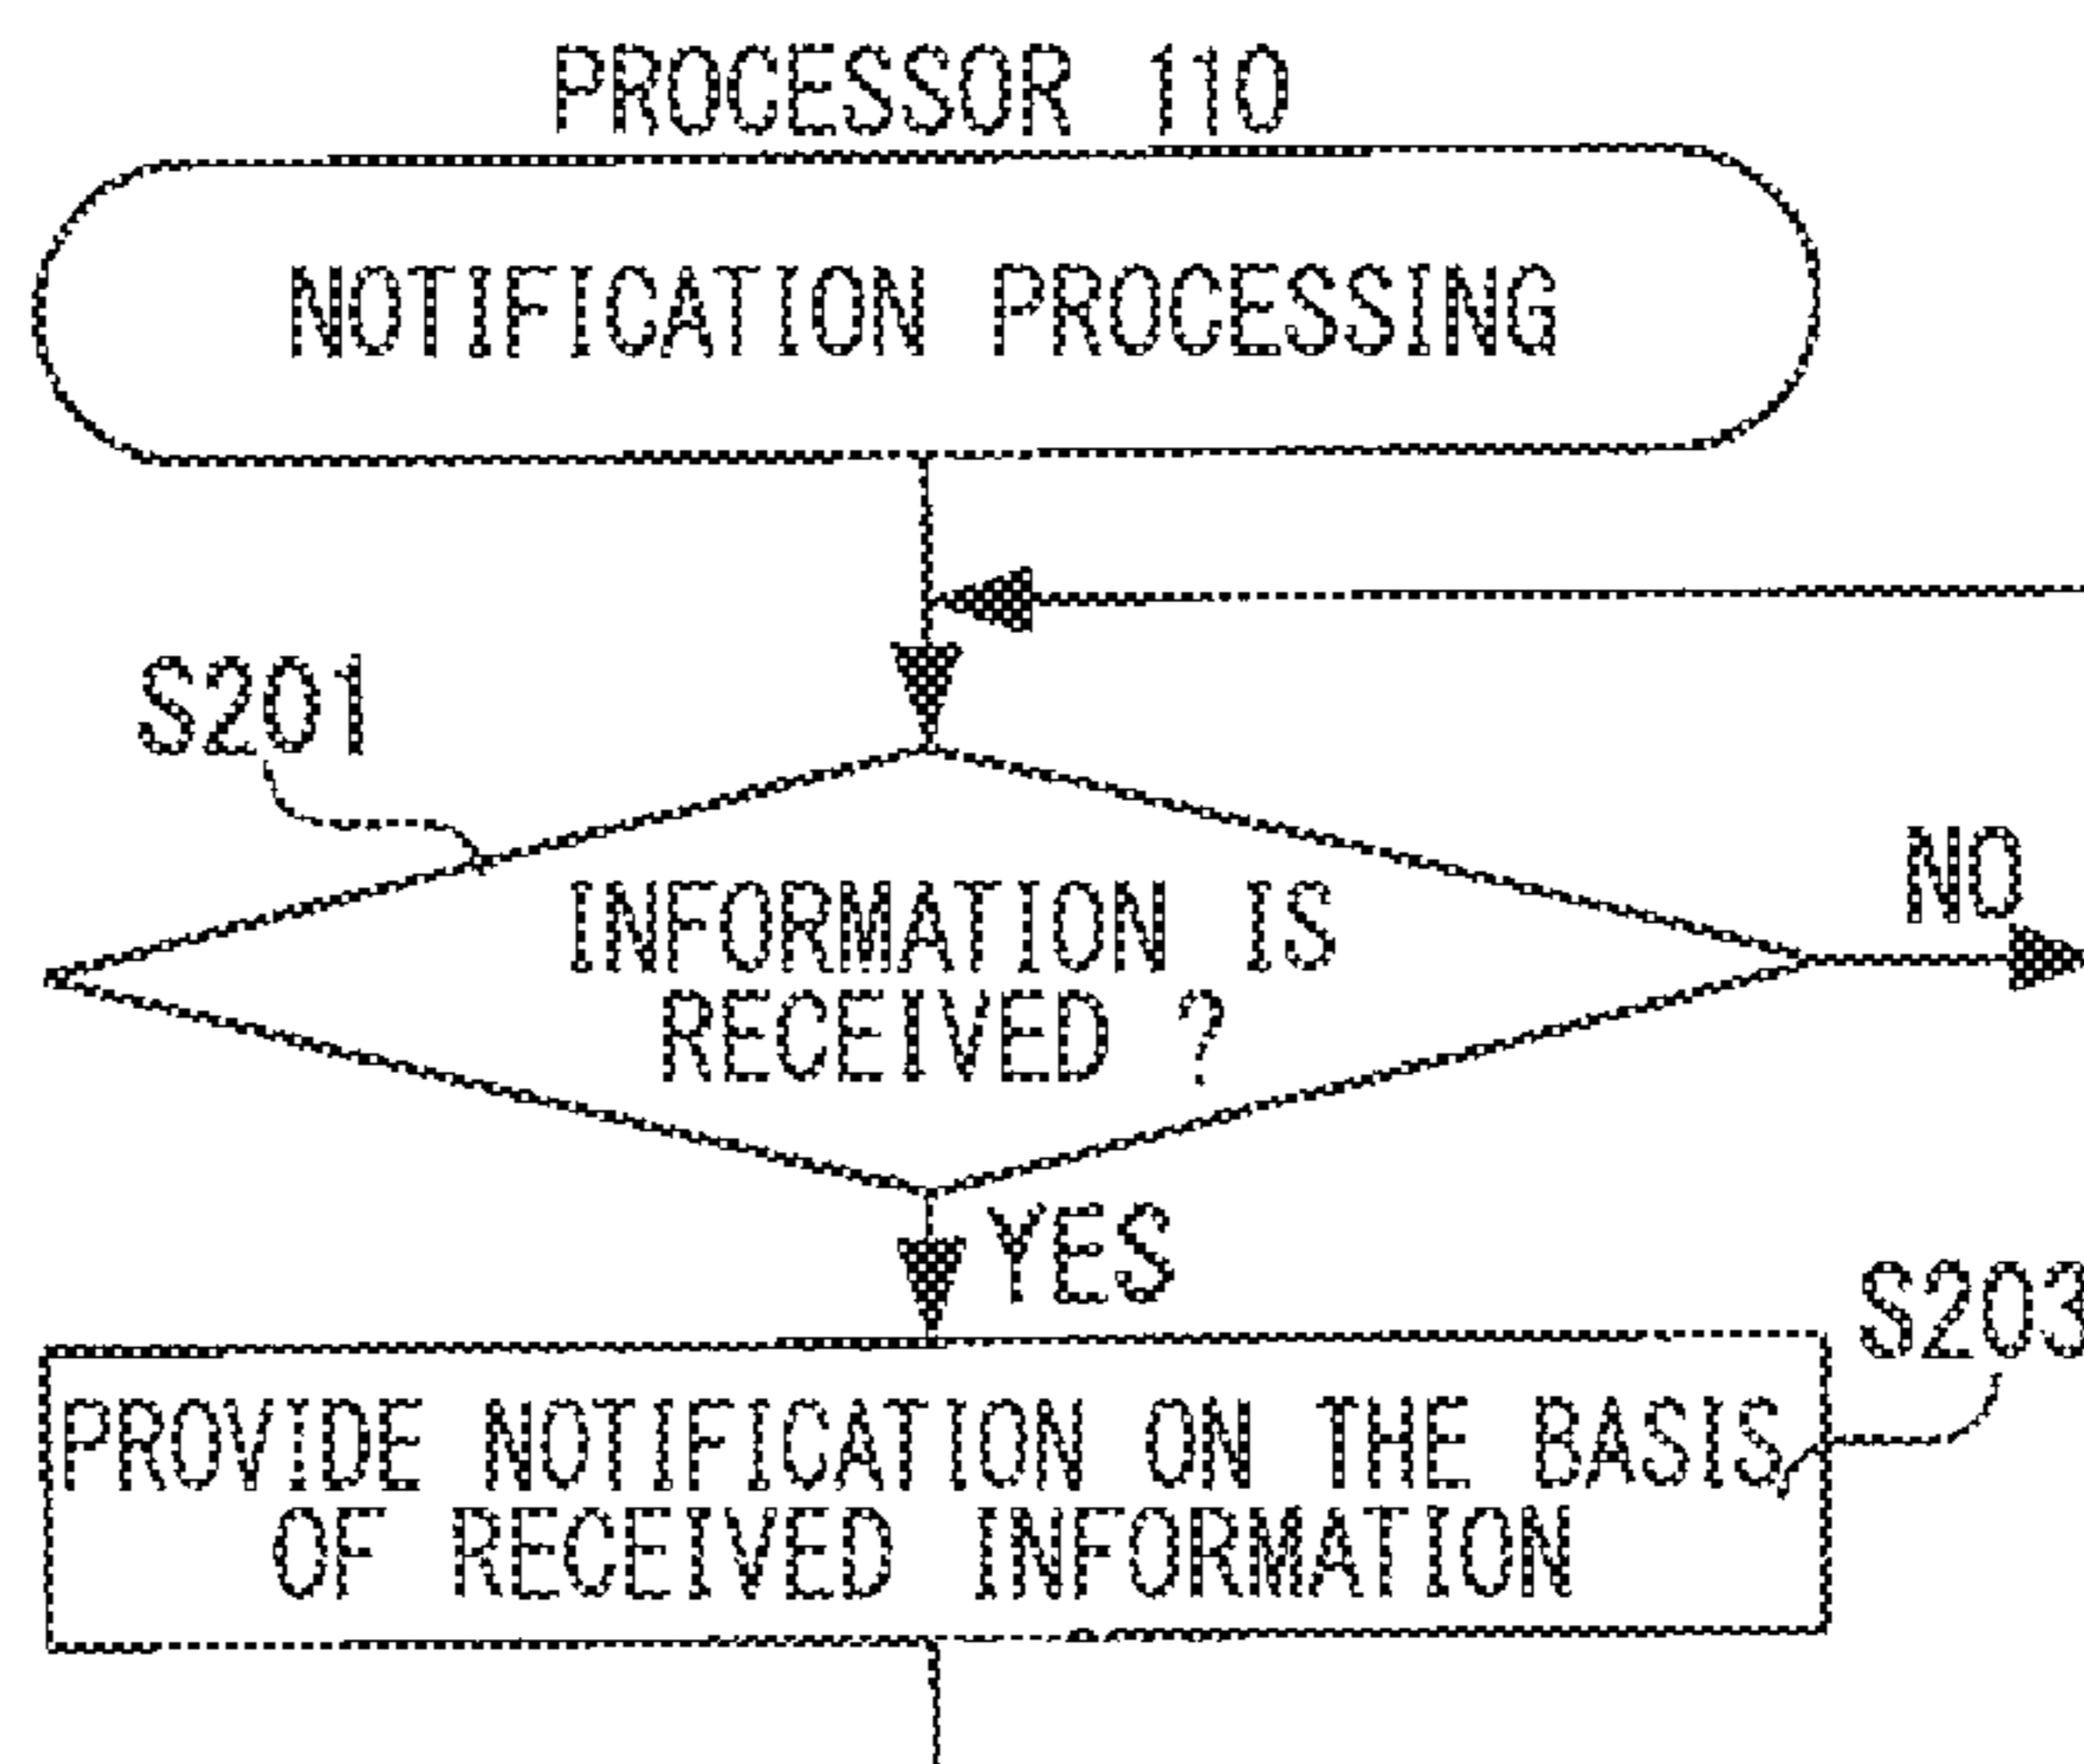 PROCESSOR 110
NOTIFICATION PROCESSING
S201
INFORMATION IS
RECEIVED ?
NO
YES
S203
PROVIDE NOTIFICATION ON THE BASIS
OF RECEIVED INFORMATION